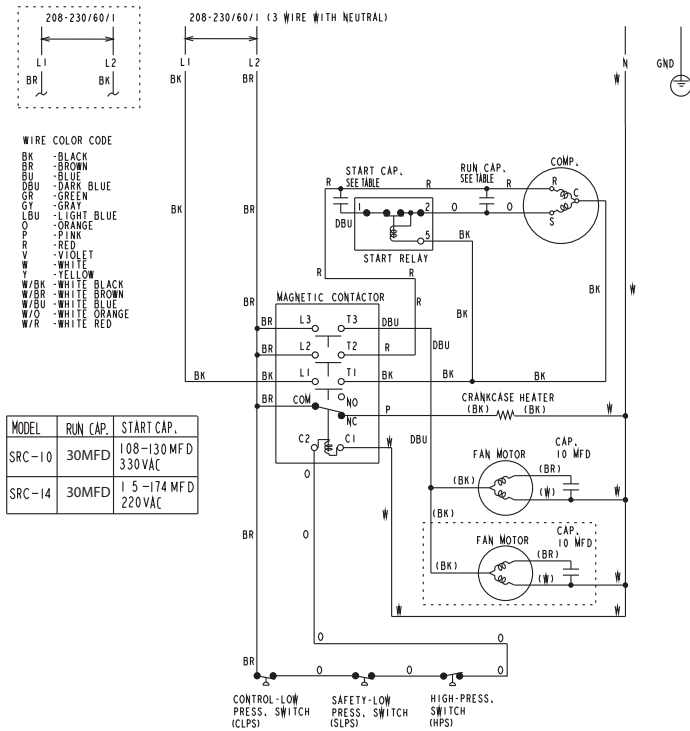 208-230/60/1
208-230/60/1 (3 WIRE WITH NEUTRAL)
L1 L2
L1 L2 N GND
BR BK
BK BR W
WIRE COLOR CODE
BK -BLACK
BR -BROWN
BU -BLUE
DBU -DARK BLUE
GR -GREEN
GY -GRAY
LBU -LIGHT BLUE
O -ORANGE
P -PINK
R -RED
V -VIOLET
W -WHITE
Y -YELLOW
W/BK -WHITE BLACK
W/BR -WHITE BROWN
W/BU -WHITE BLUE
W/O -WHITE ORANGE
W/R -WHITE RED
START CAP. SEE TABLE
RUN CAP. SEE TABLE
COMP.
R R R R C S
BK BR
1 2 O O
DBU
5 BK
START RELAY
R R
W
BK
BR R BK
MAGNETIC CONTACTOR
BR L3 T3 DBU
DBU
BR L2 T2 R
BK BK L1 T1 BK BK BK
BR COM NO
NC P
CRANKCASE HEATER
(BK) (BK) W
C2 C1
W
DBU
O
FAN MOTOR
CAP. 10 MFD
(BR)
(BK) (W) W
(BK)
W
FAN MOTOR
CAP. 10 MFD
(BR)
(BK) (W) W
BR O
W W
O O
BR O O O
CONTROL-LOW PRESS. SWITCH (CLPS)
SAFETY-LOW PRESS. SWITCH (SLPS)
HIGH-PRESS. SWITCH (HPS)
MODEL RUN CAP. START CAP.
SRC-10 30MFD 108-130 MFD 330VAC
SRC-14 30MFD 1 5-174 MFD 220VAC